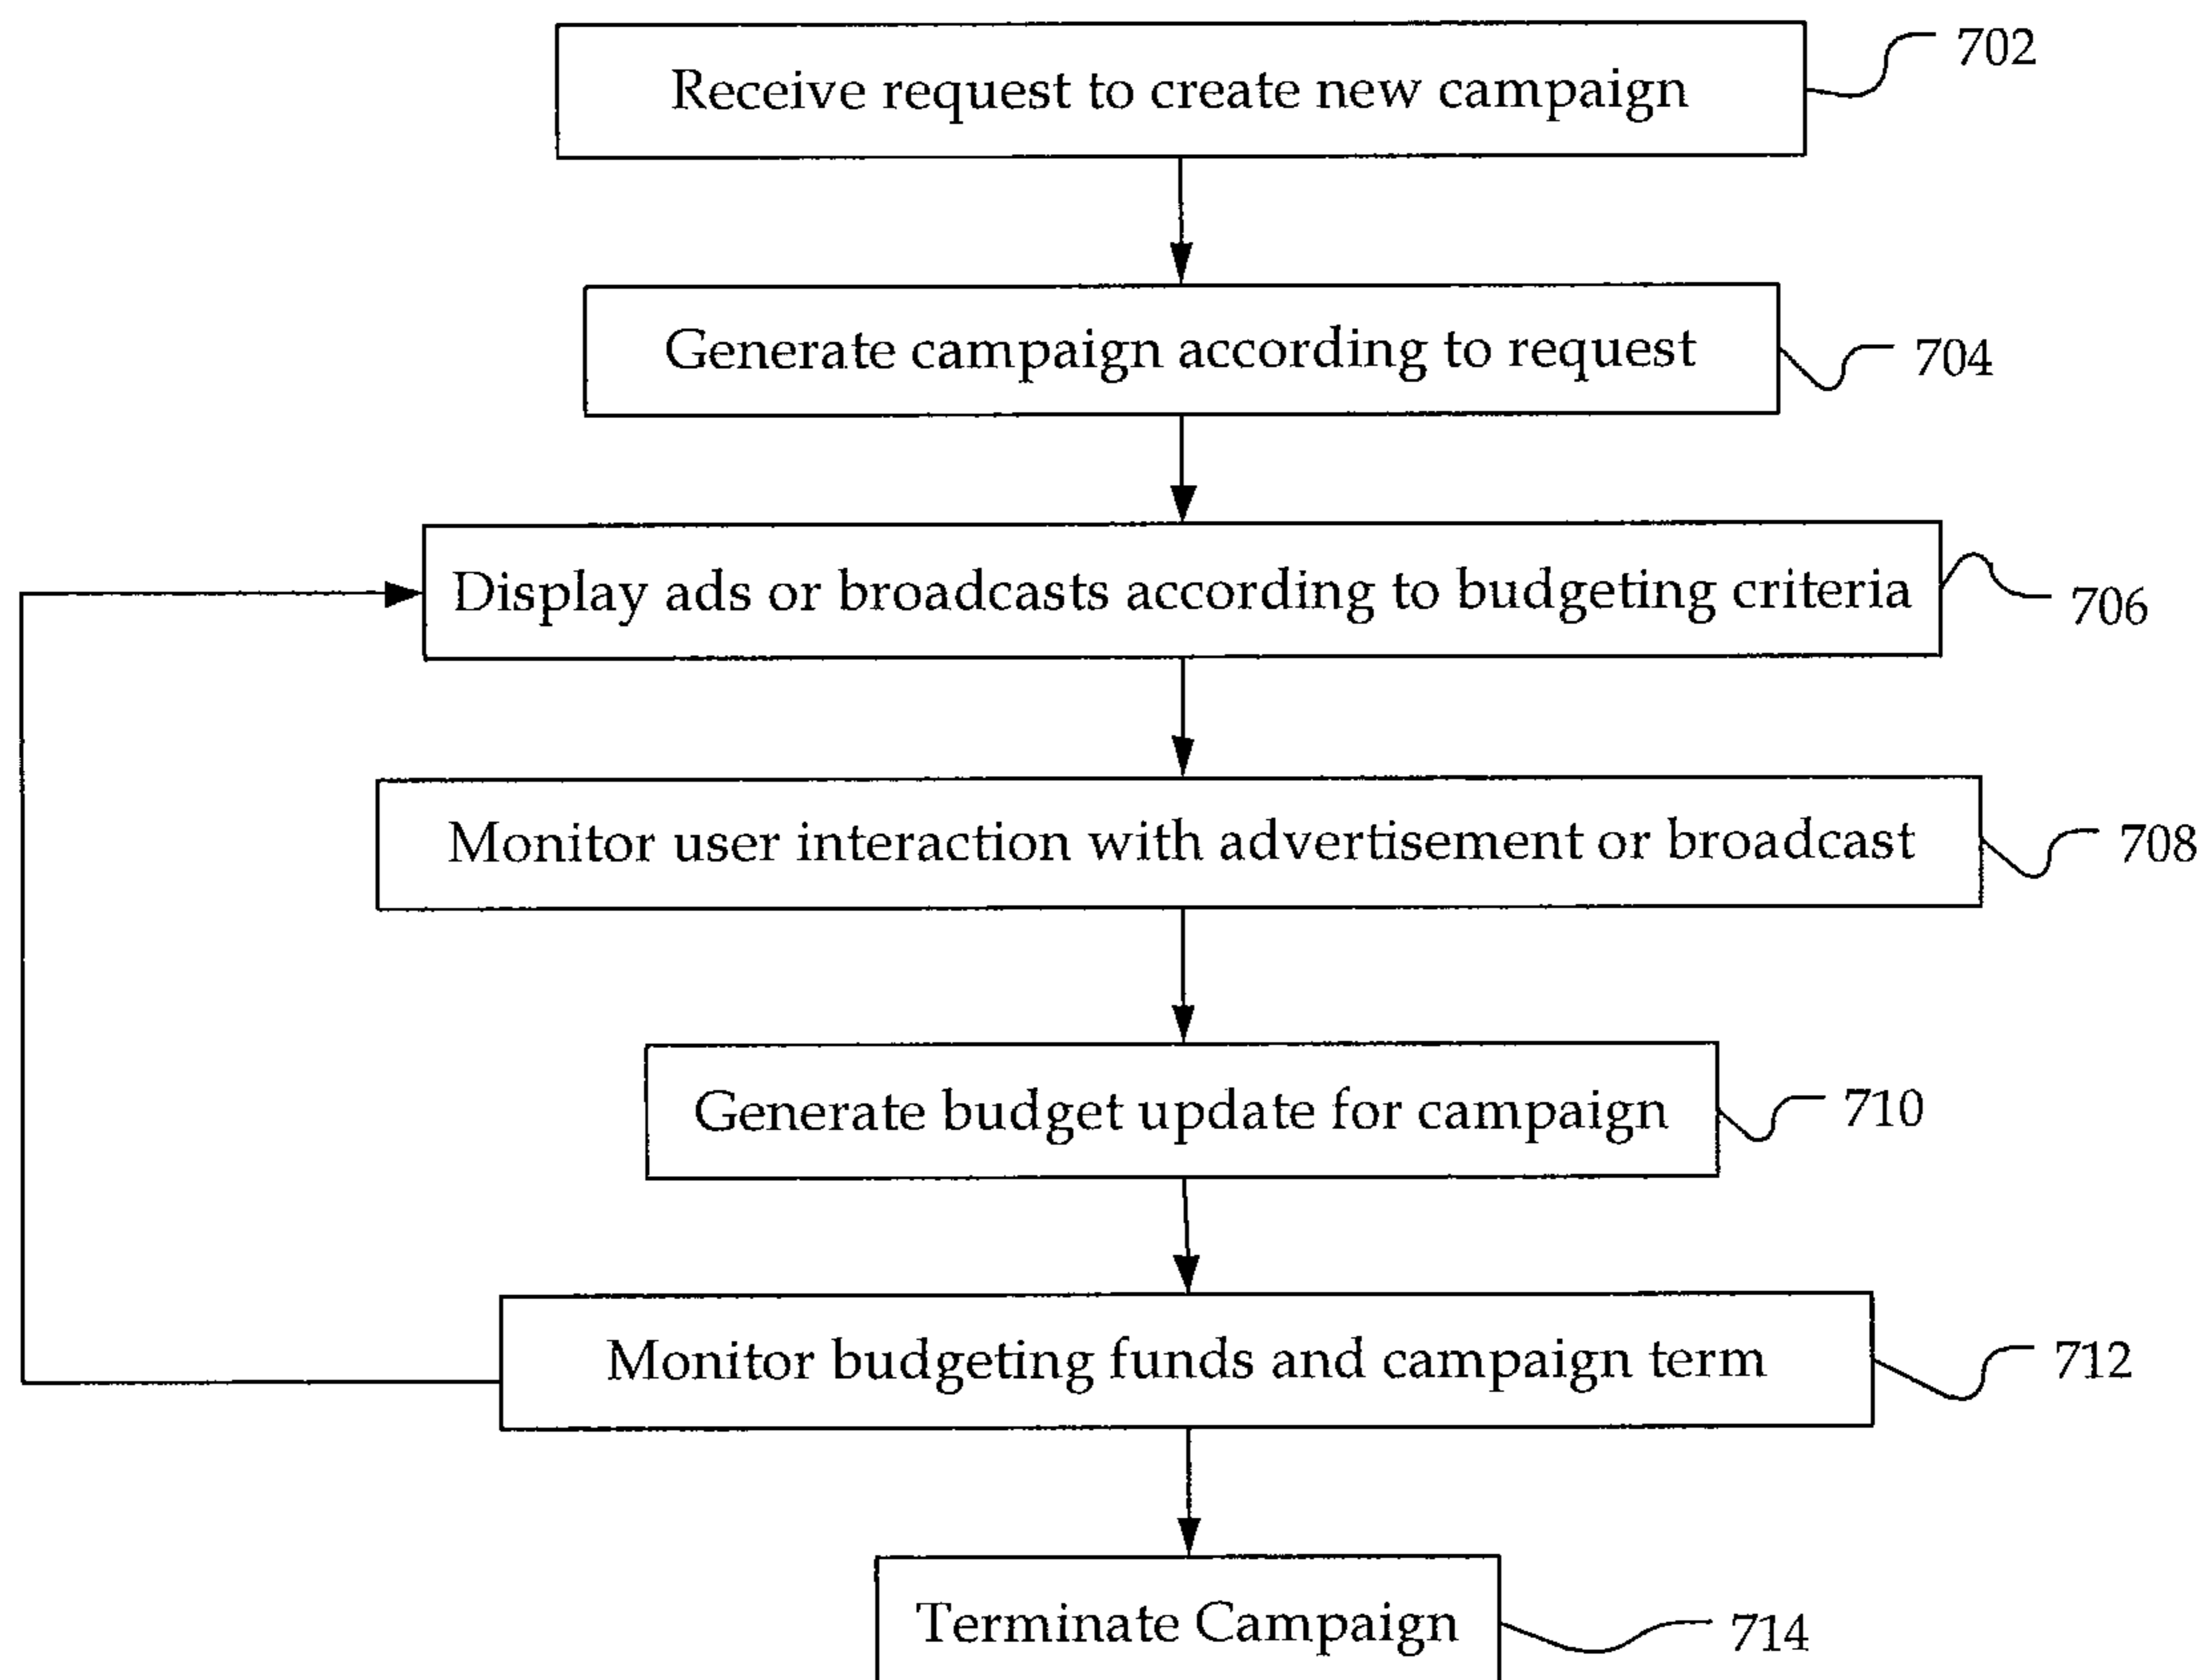 Receive request to create new campaign
702
Generate campaign according to request
704
Display ads or broadcasts according to budgeting criteria
706
Monitor user interaction with advertisement or broadcast
708
Generate budget update for campaign
710
Monitor budgeting funds and campaign term
712
Terminate Campaign
714